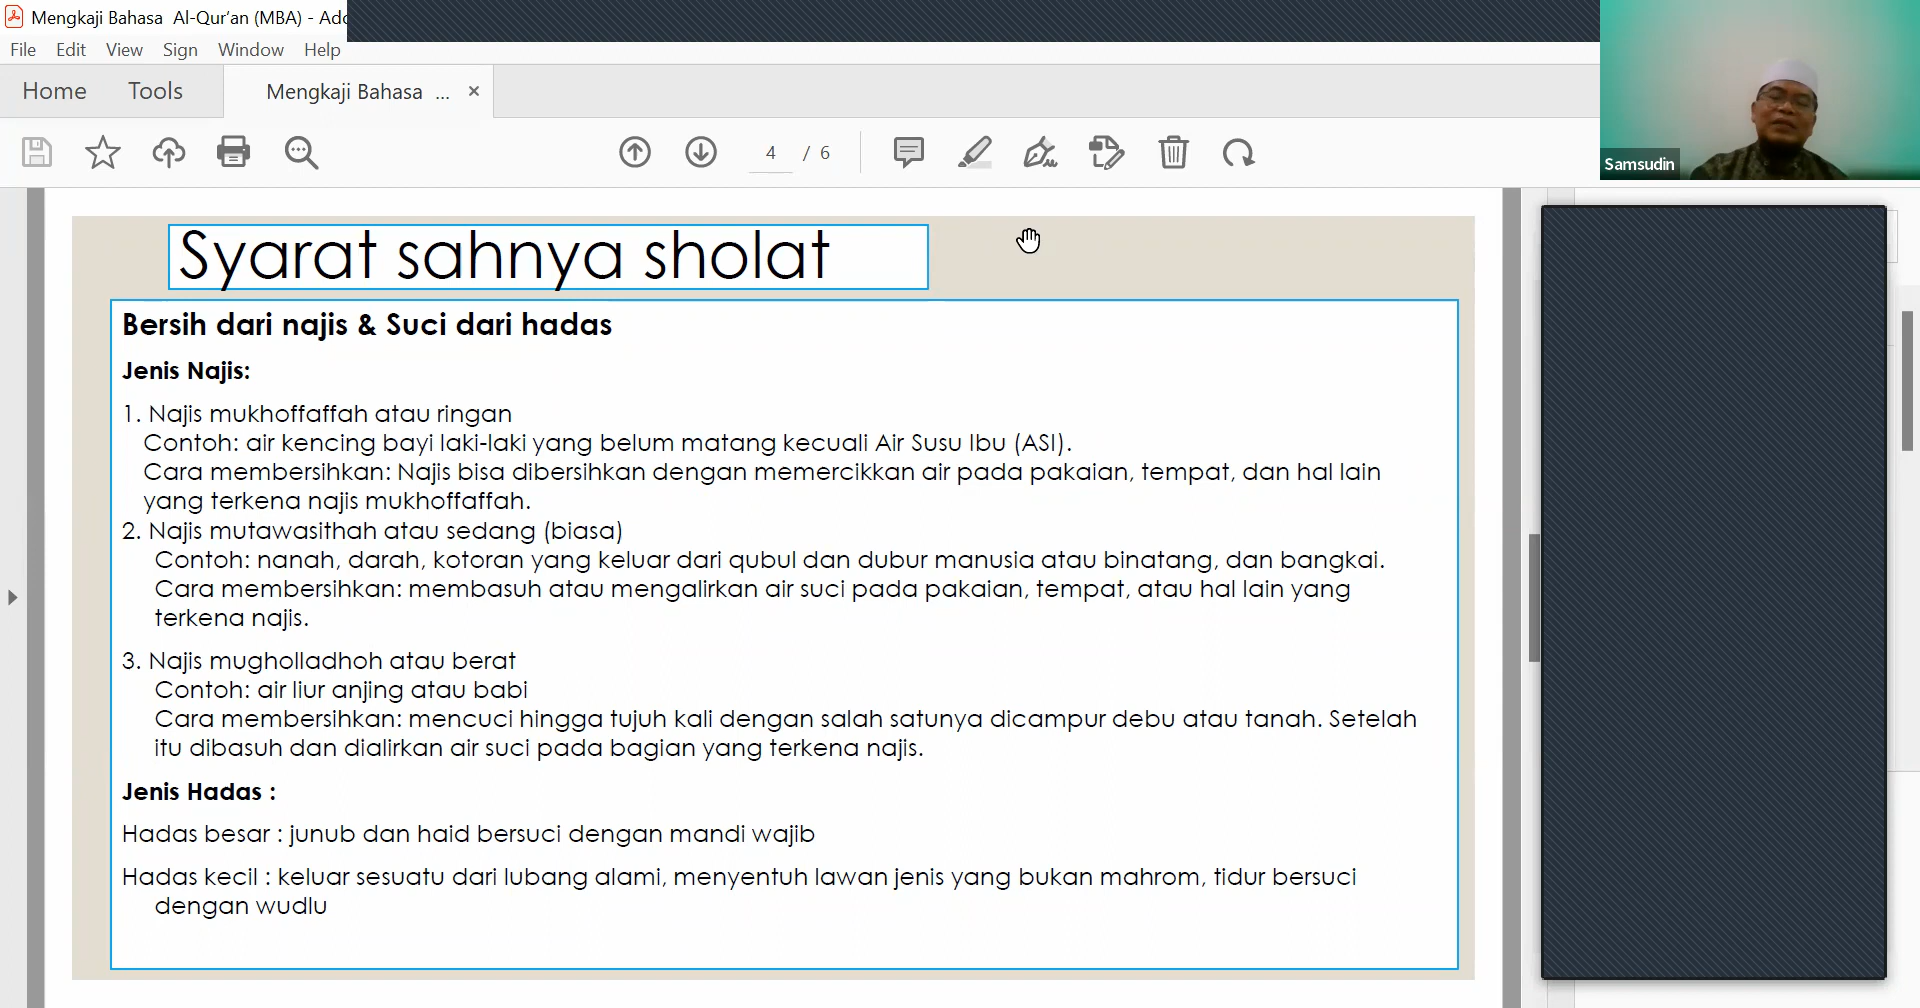 Mengkaji Bahasa Al-Qur'an (MBA) - Ado
File Edit View Sign Window Help
Home Tools Mengkaji Bahasa ... ×
4 / 6
Samsudin
Syarat sahnya sholat
Bersih dari najis & Suci dari hadas
Jenis Najis:
1. Najis mukhoffaffah atau ringan
Contoh: air kencing bayi laki-laki yang belum matang kecuali Air Susu Ibu (ASI).
Cara membersihkan: Najis bisa dibersihkan dengan memercikkan air pada pakaian, tempat, dan hal lain
yang terkena najis mukhoffaffah.
2. Najis mutawasithah atau sedang (biasa)
Contoh: nanah, darah, kotoran yang keluar dari qubul dan dubur manusia atau binatang, dan bangkai.
Cara membersihkan: membasuh atau mengalirkan air suci pada pakaian, tempat, atau hal lain yang
terkena najis.
3. Najis mugholladhoh atau berat
Contoh: air liur anjing atau babi
Cara membersihkan: mencuci hingga tujuh kali dengan salah satunya dicampur debu atau tanah. Setelah
itu dibasuh dan dialirkan air suci pada bagian yang terkena najis.
Jenis Hadas :
Hadas besar : junub dan haid bersuci dengan mandi wajib
Hadas kecil : keluar sesuatu dari lubang alami, menyentuh lawan jenis yang bukan mahrom, tidur bersuci
dengan wudlu